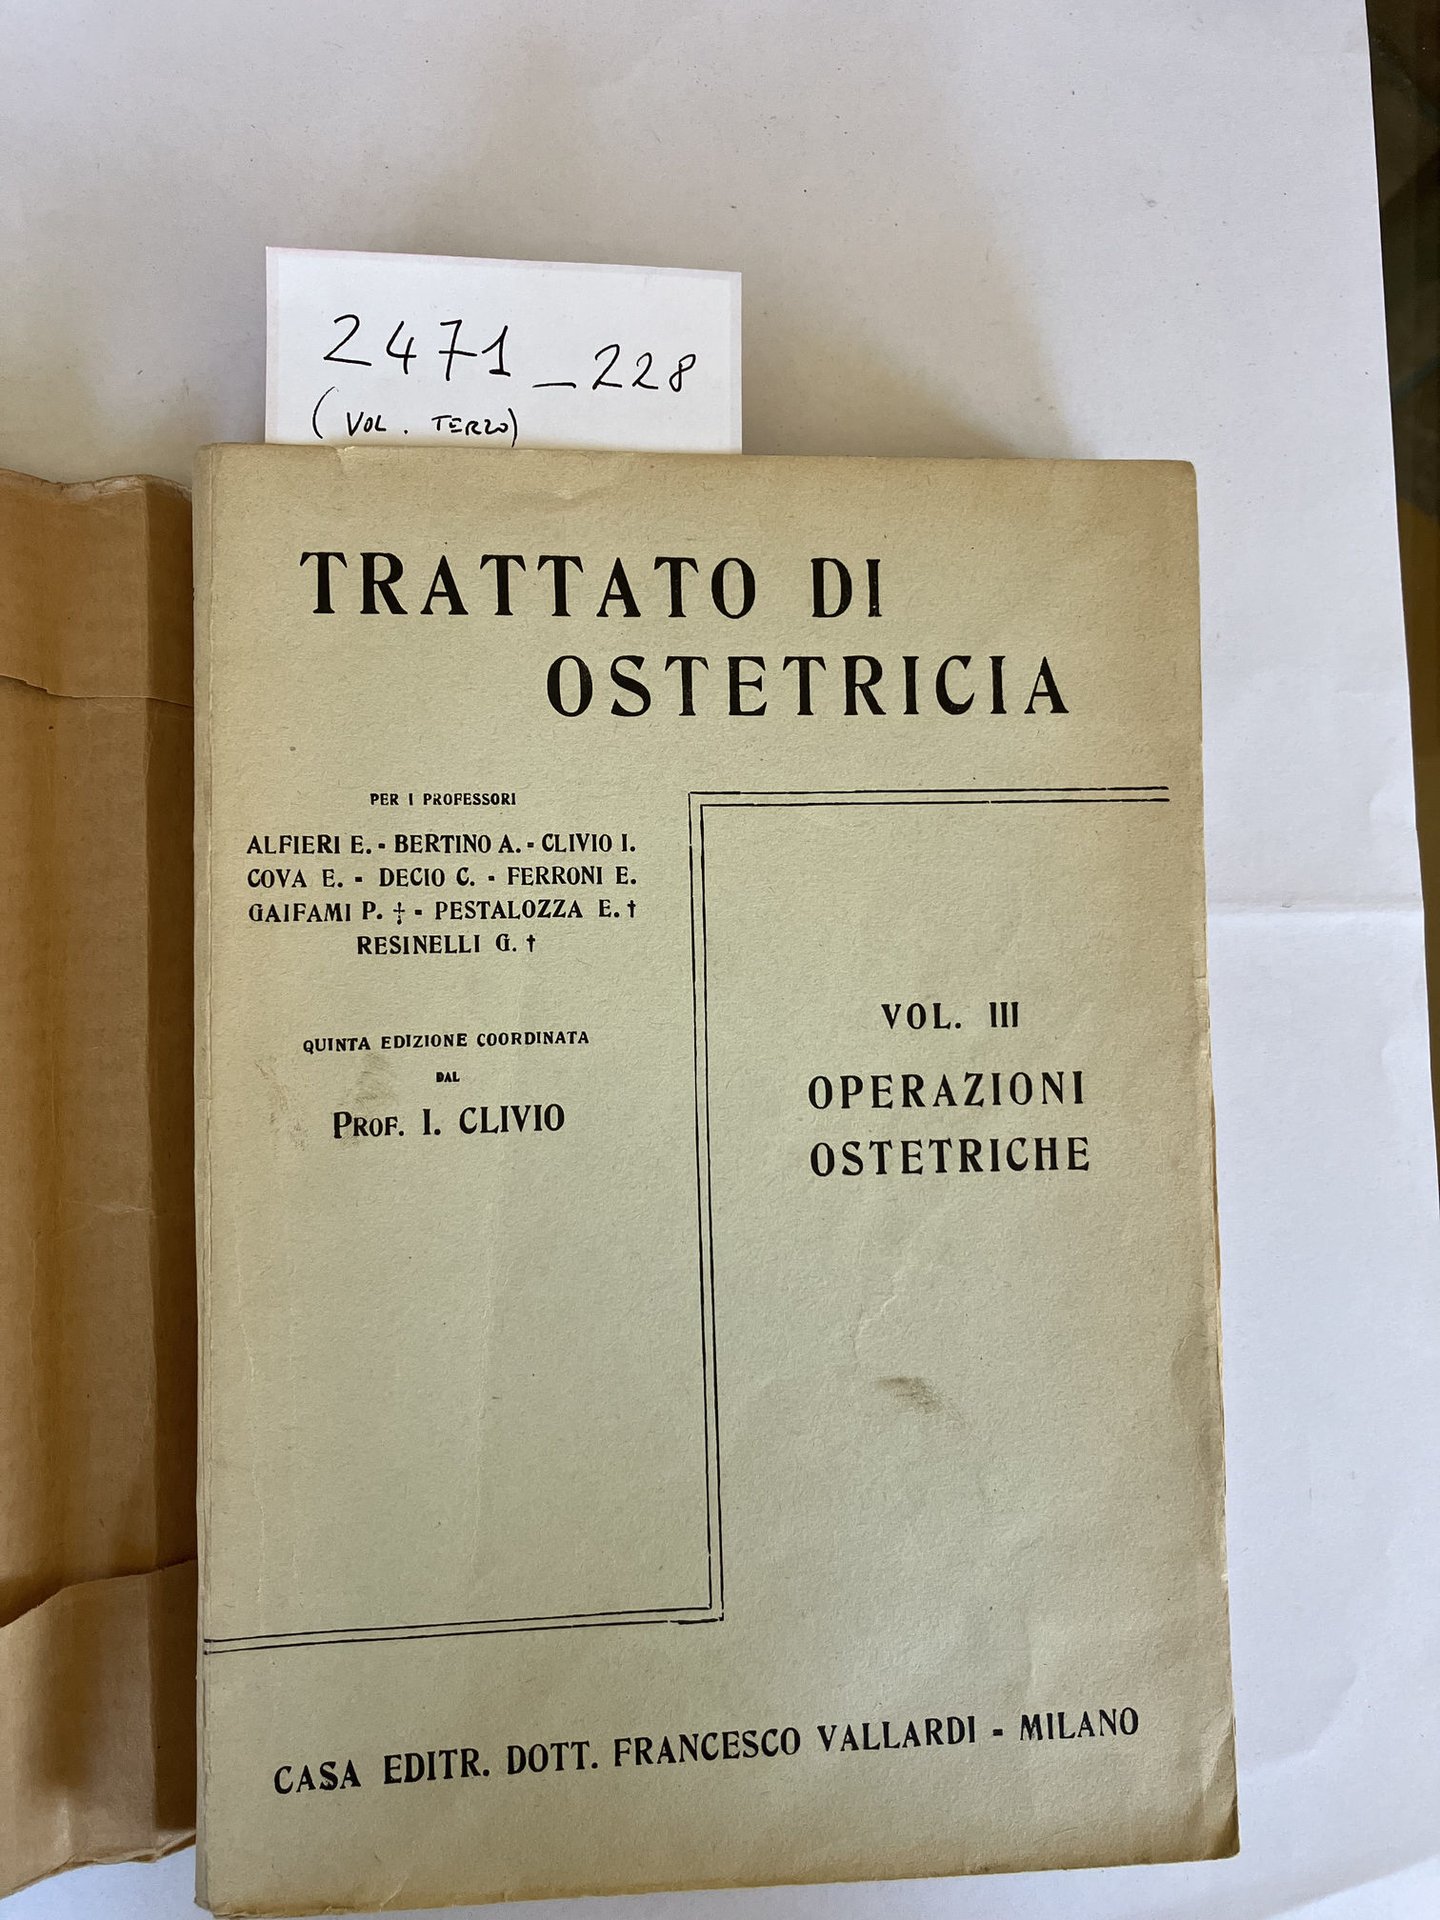 2471_228
(VOL. TERZO)
TRATTATO DI
OSTETRICIA
PER I PROFESSORI
ALFIERI E. - BERTINO A. - CLIVIO I.
COVA E. - DECIO C. - FERRONI E.
GAIFAMI P. † - PESTALOZZA E. †
RESINELLI G. †
QUINTA EDIZIONE COORDINATA
DAL
PROF. I. CLIVIO
VOL. III
OPERAZIONI
OSTETRICHE
CASA EDITR. DOTT. FRANCESCO VALLARDI - MILANO